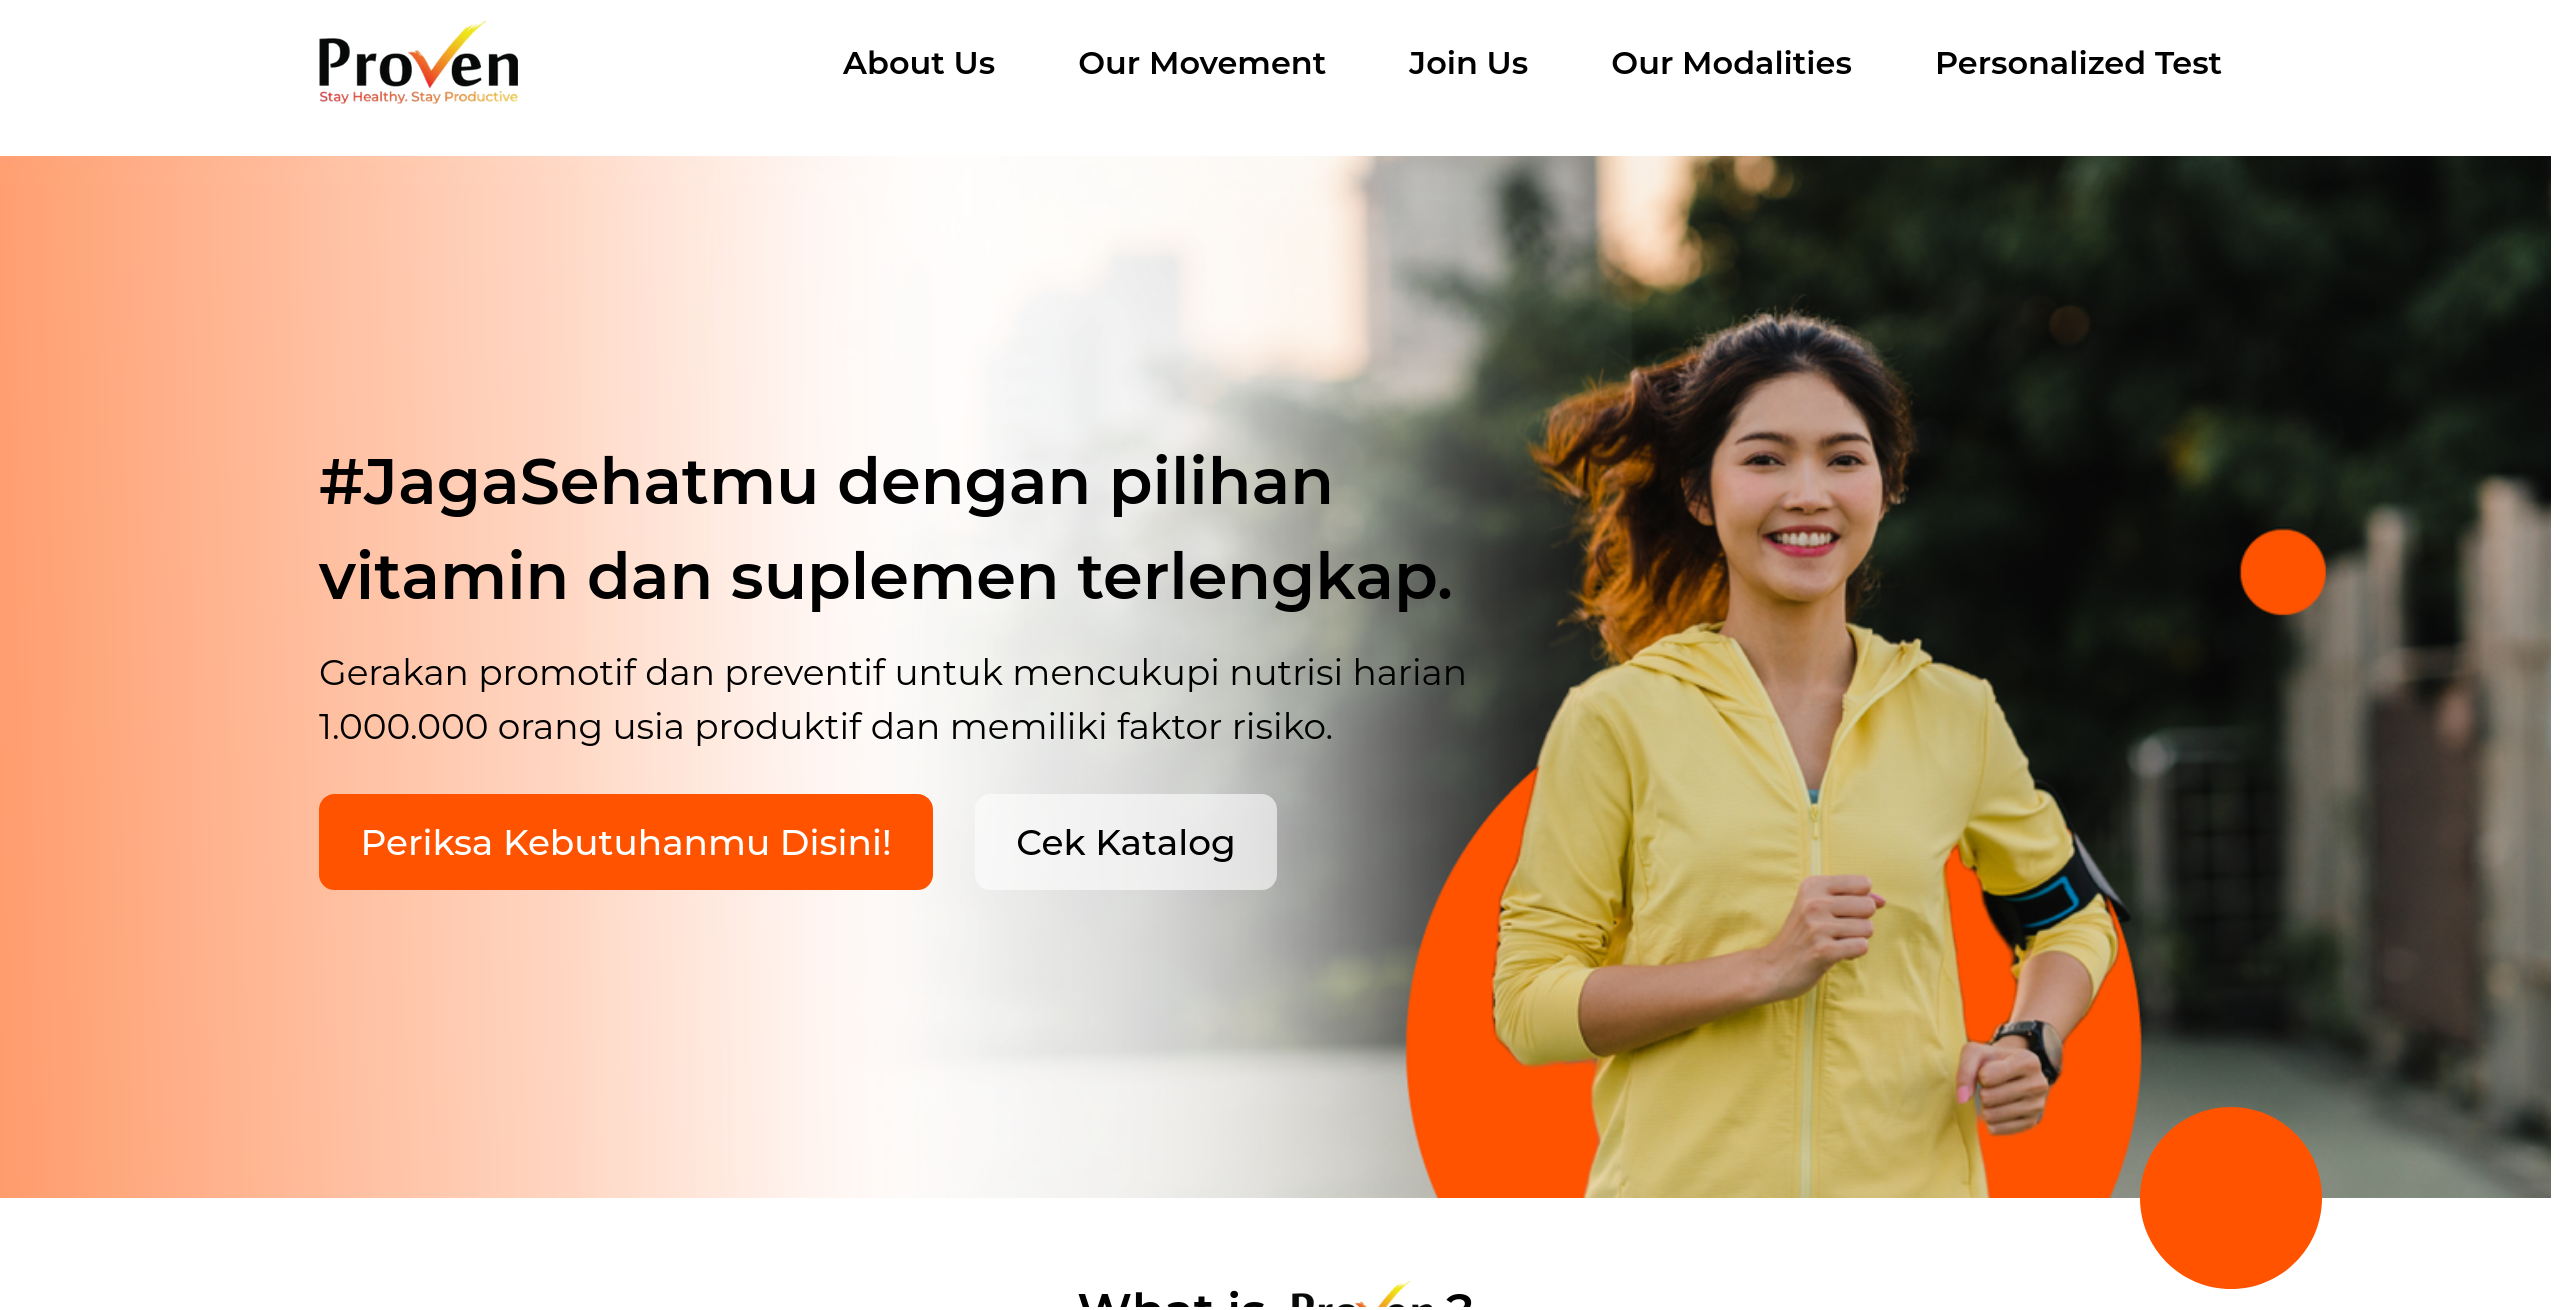 Proven
Stay Healthy. Stay Productive
About Us
Our Movement
Join Us
Our Modalities
Personalized Test
#JagaSehatmu dengan pilihan
vitamin dan suplemen terlengkap.
Gerakan promotif dan preventif untuk mencukupi nutrisi harian
1.000.000 orang usia produktif dan memiliki faktor risiko.
Periksa Kebutuhanmu Disini!
Cek Katalog
What is Proven ?